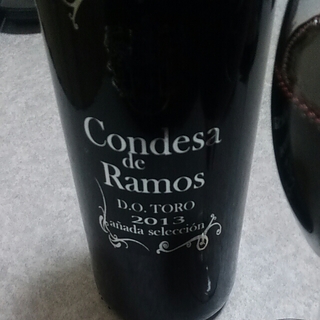 Condesa
de
Ramos
D.O. TORO
2013
añada selección